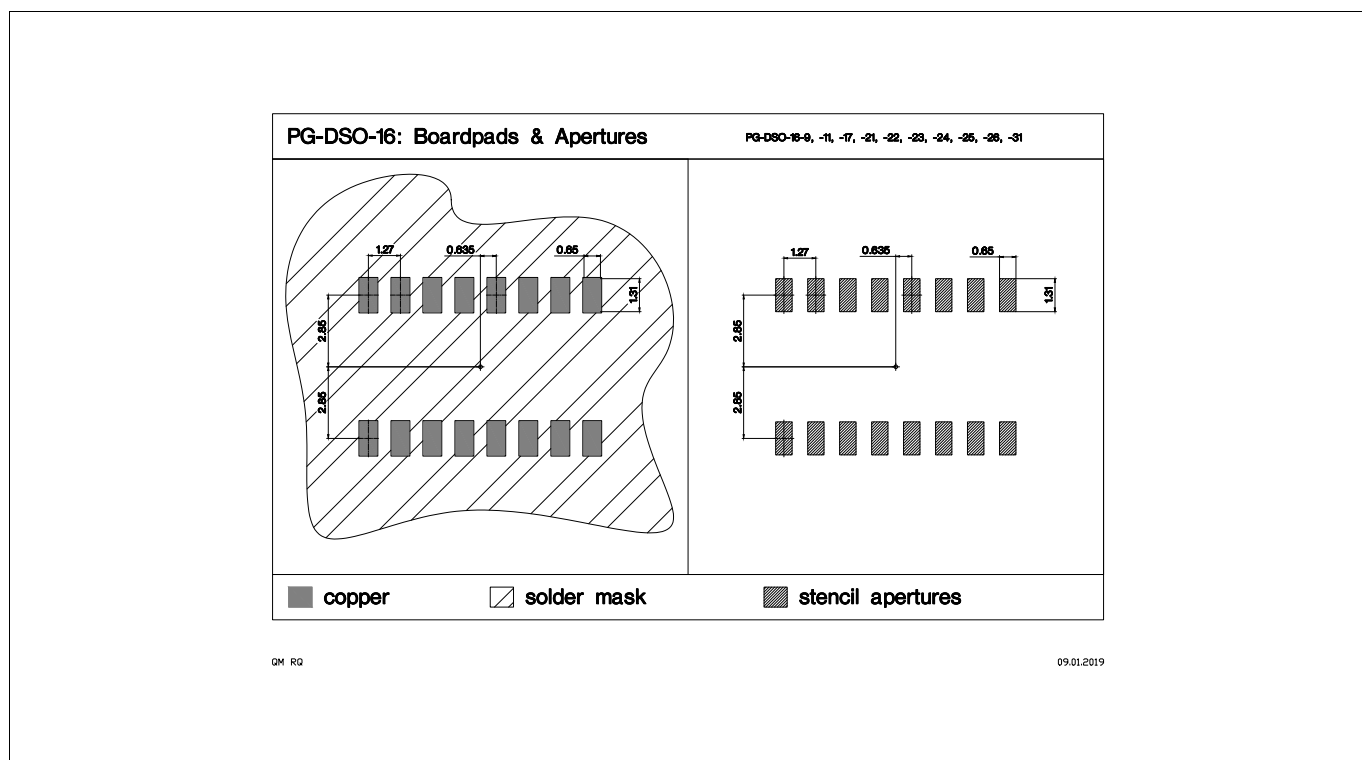 PG-DSO-16: Boardpads & Apertures
PG-DSO-16-9, -11, -17, -21, -22, -23, -24, -25, -26, -31
1.27 0.635 0.65
1.31
2.85
2.85
1.27 0.635 0.65
1.31
2.85
2.85
copper
solder mask
stencil apertures
QM RQ
09.01.2019